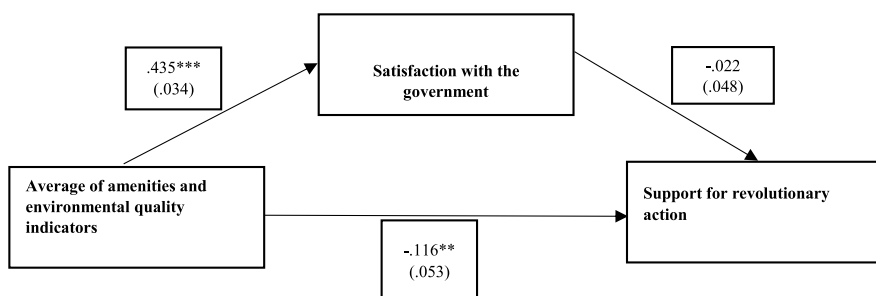 .435***
(.034)
Satisfaction with the
government
-.022
(.048)
Average of amenities and
environmental quality
indicators
Support for revolutionary
action
-.116**
(.053)